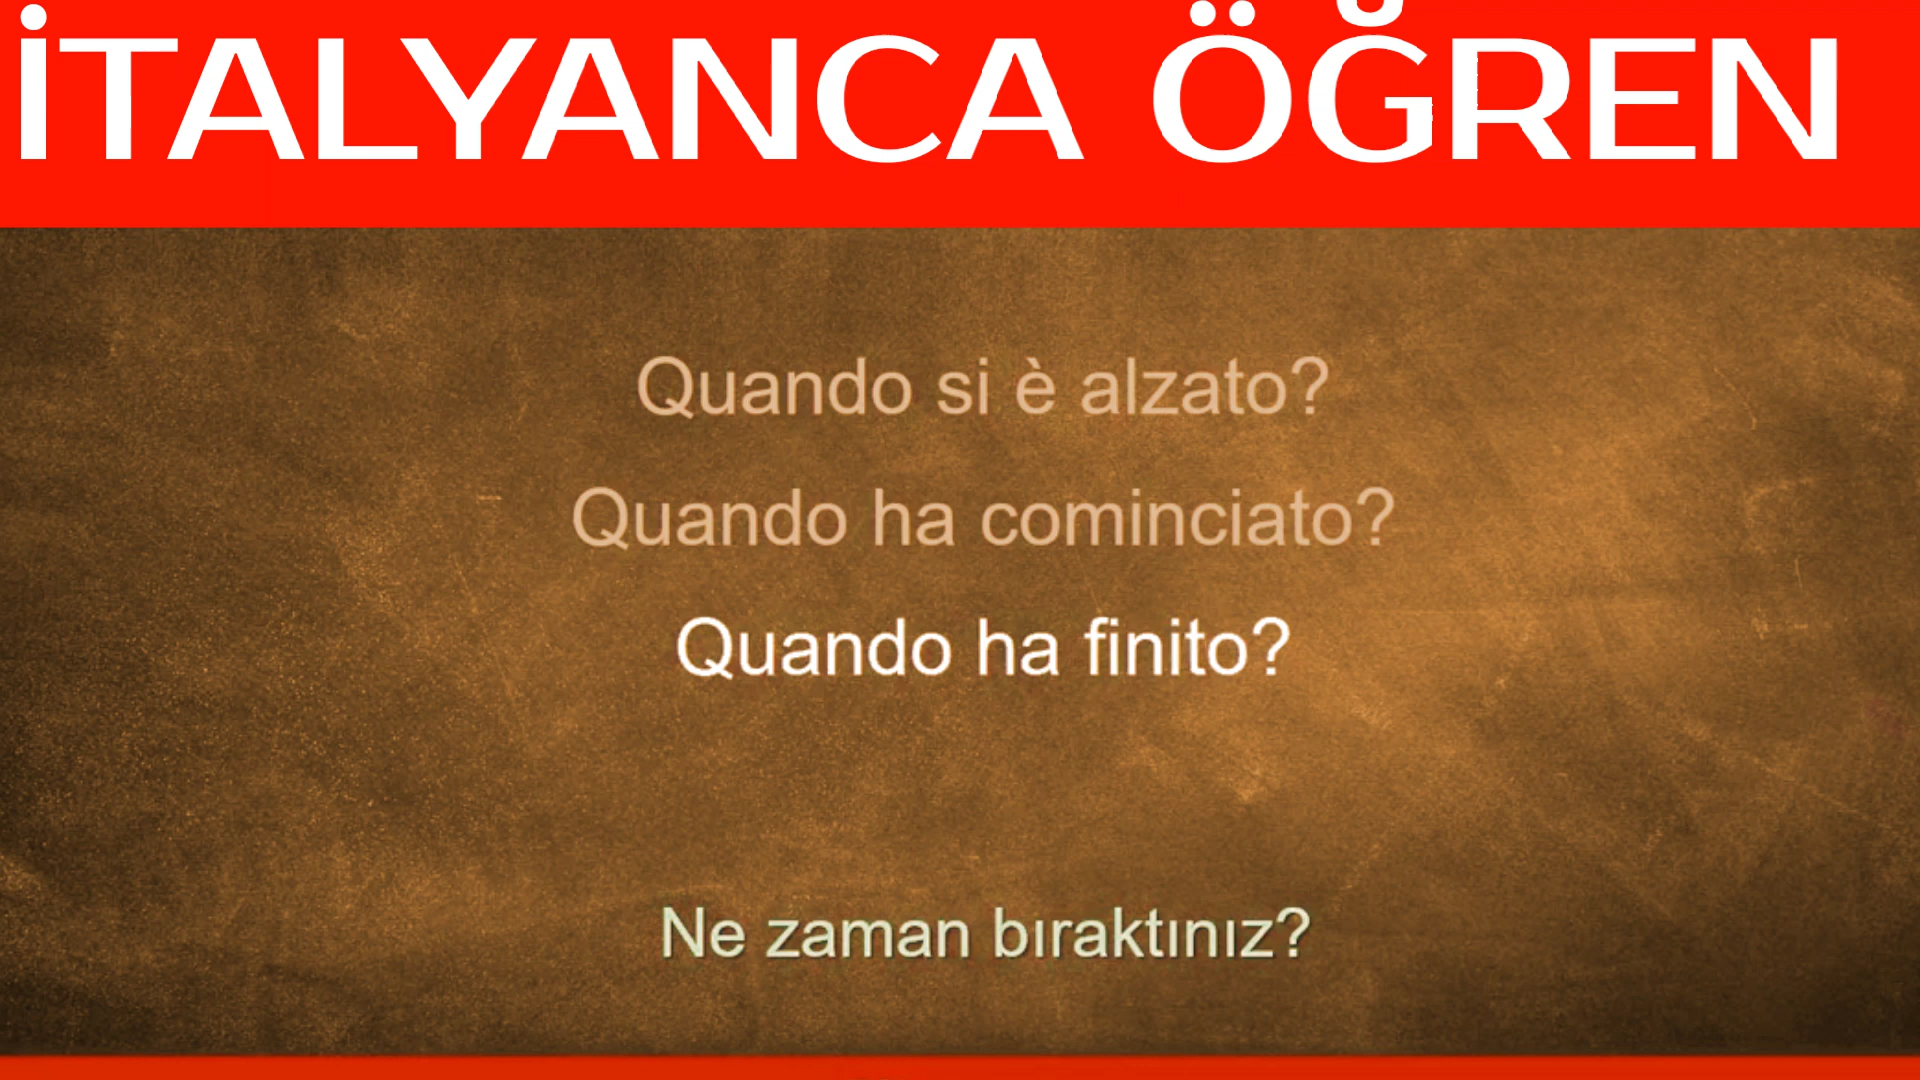 İTALYANCA ÖĞREN
Quando si è alzato?
Quando ha cominciato?
Quando ha finito?
Ne zaman bıraktınız?